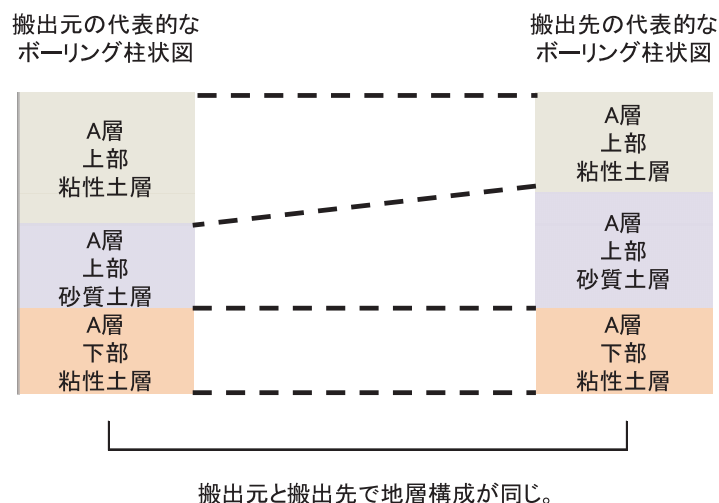 搬出元の代表的な
ボーリング柱状図
搬出先の代表的な
ボーリング柱状図
A層
上部
粘性土層
A層
上部
砂質土層
A層
下部
粘性土層
A層
上部
粘性土層
A層
上部
砂質土層
A層
下部
粘性土層
搬出元と搬出先で地層構成が同じ。